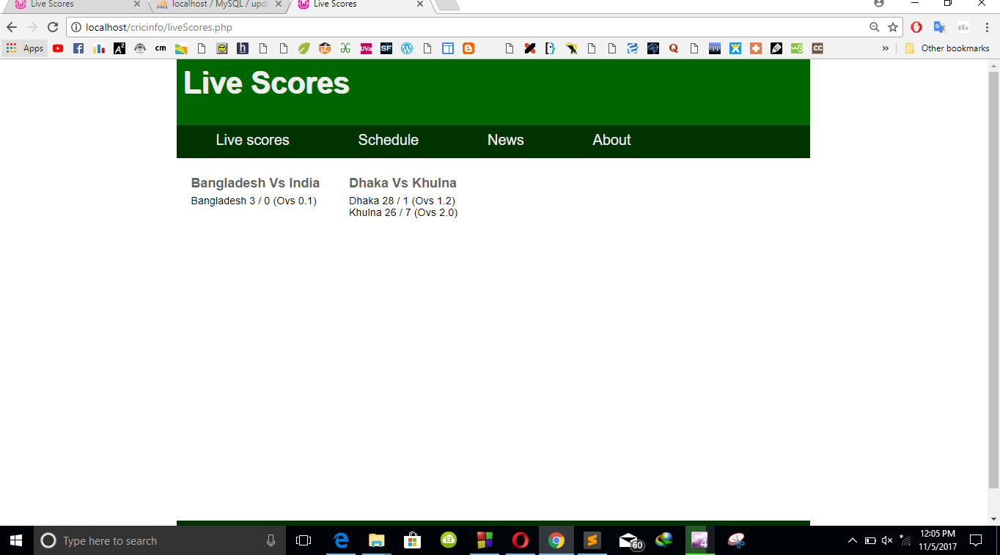 Live Scores
localhost / MySQL / upda
Live Scores
localhost/cricinfo/liveScores.php
Apps
Other bookmarks
Live Scores
Live scores Schedule News About
Bangladesh Vs India
Bangladesh 3 / 0 (Ovs 0.1)
Dhaka Vs Khulna
Dhaka 28 / 1 (Ovs 1.2)
Khulna 26 / 7 (Ovs 2.0)
Type here to search
60
12:05 PM
11/5/2017